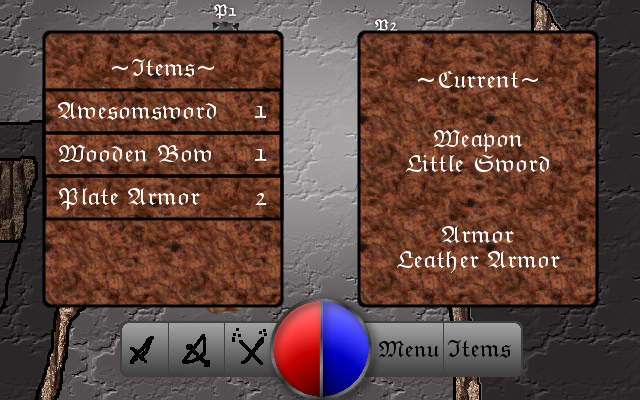 P1
P2
~Items~
Awesomsword 1
Wooden Bow 1
Plate Armor 2
~Current~
Weapon
Little Sword
Armor
Leather Armor
Menu Items